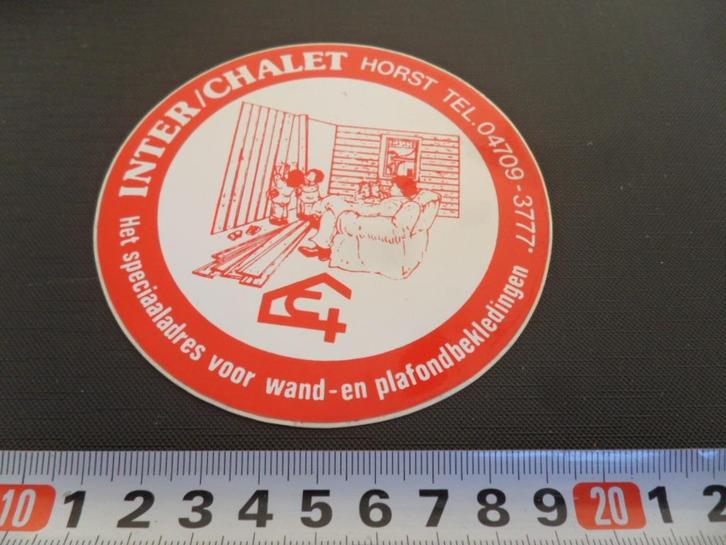 INTER/CHALET HORST TEL. 04709-3777*
Het speciaaladres voor wand-en plafondbekledingen
10 1 2 3 4 5 6 7 8 9 20 1 2